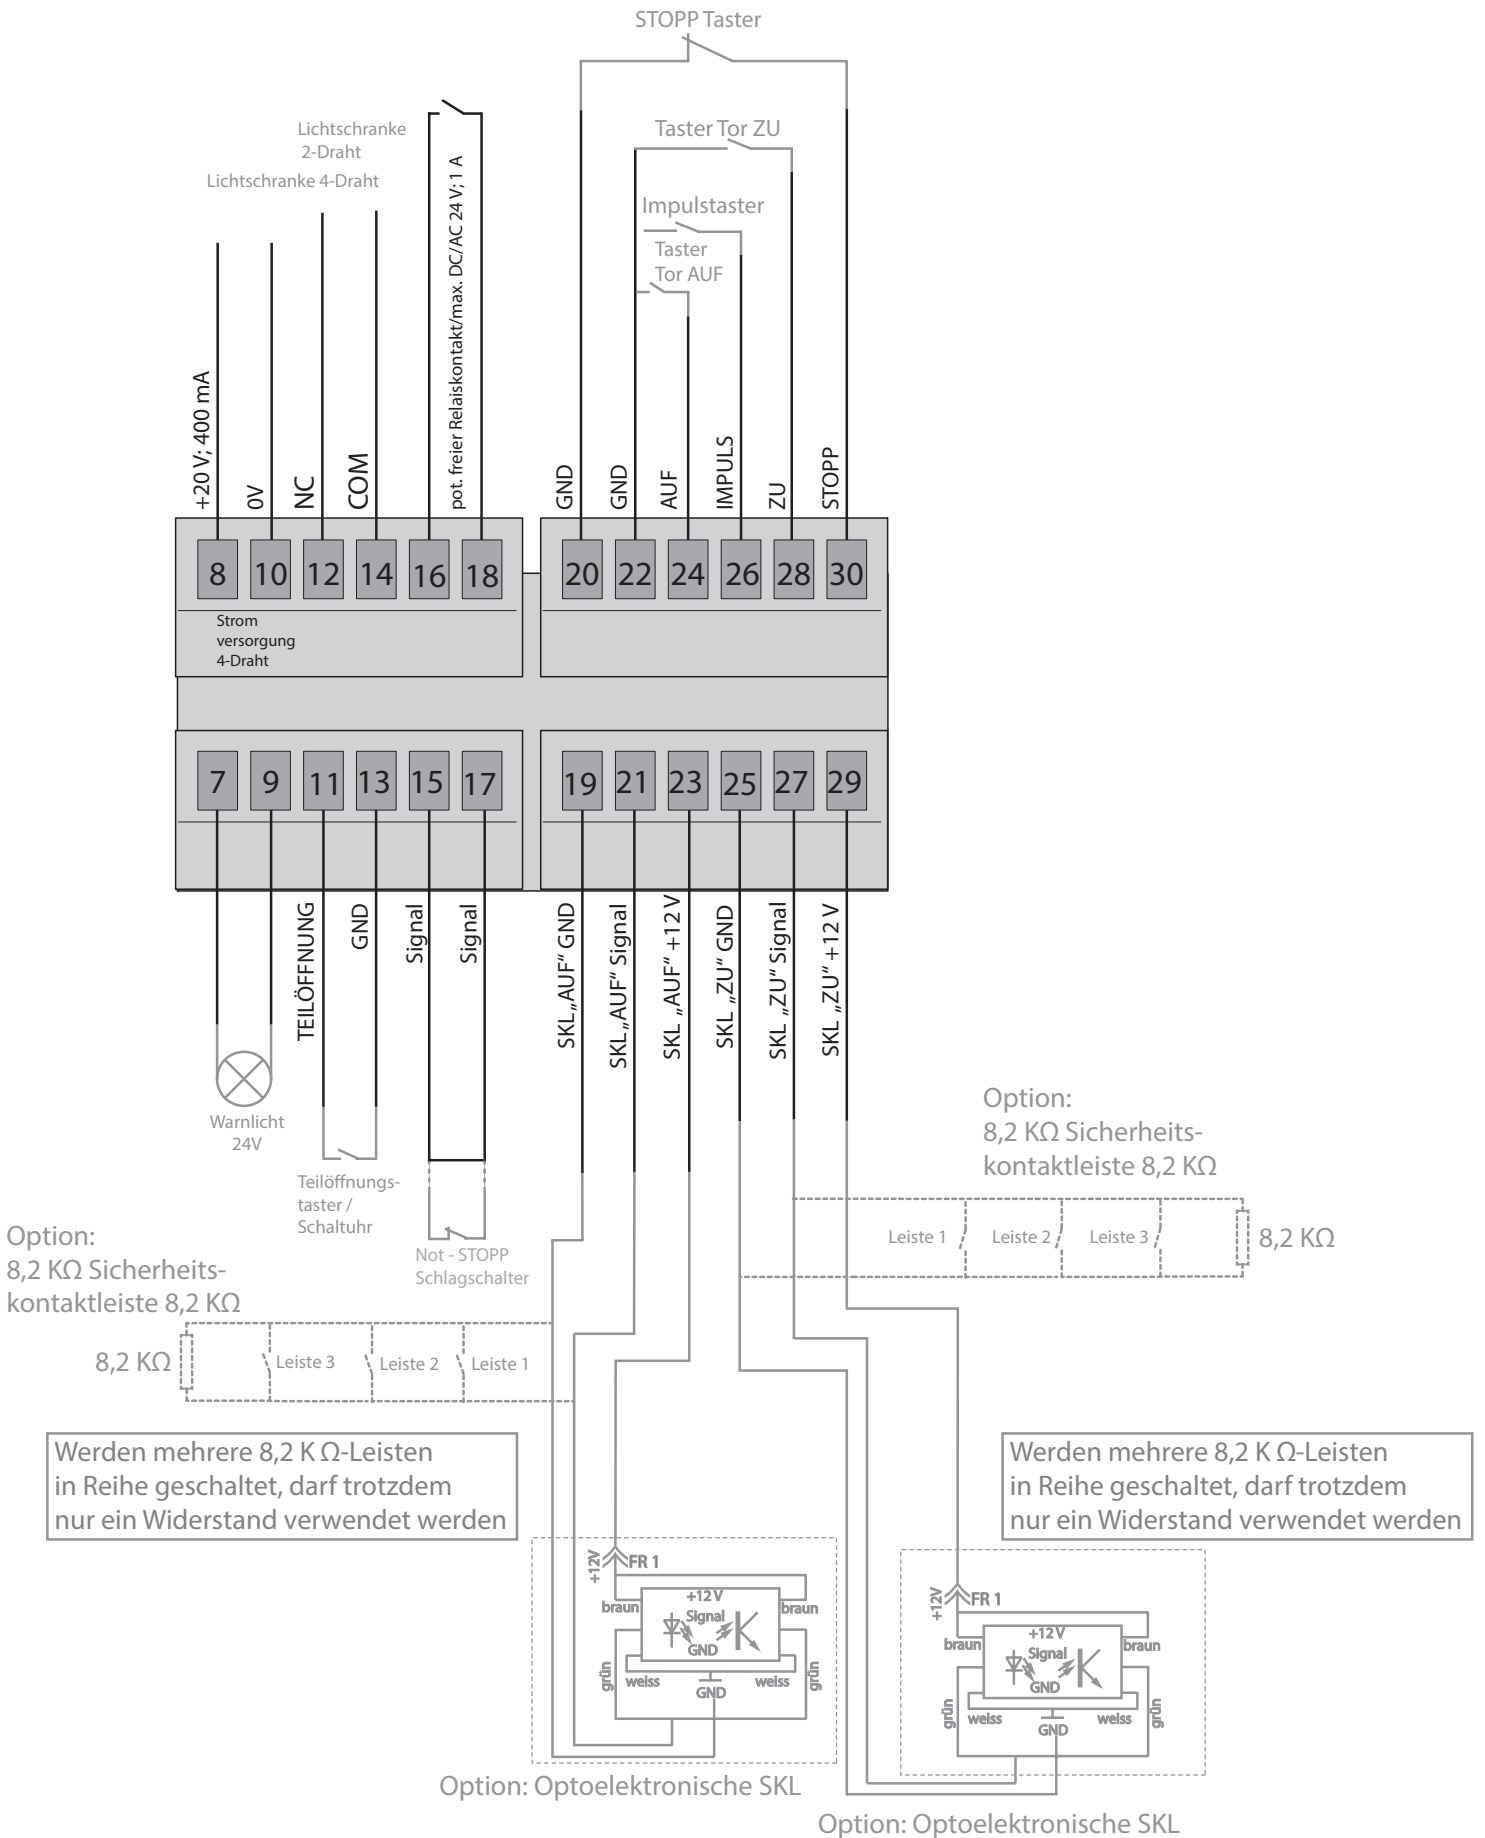 STOPP Taster
Lichtschranke
2-Draht
Lichtschranke 4-Draht
Taster Tor ZU
Impulstaster
Taster
Tor AUF
+20 V; 400 mA
0V
NC
COM
pot. freier Relaiskontakt/max. DC/AC 24 V; 1 A
GND
GND
AUF
IMPULS
ZU
STOPP
8
10
12
14
16
18
20
22
24
26
28
30
Strom
versorgung
4-Draht
7
9
11
13
15
17
19
21
23
25
27
29
TEILÖFFNUNG
GND
Signal
Signal
SKL„AUF“ GND
SKL„AUF“ Signal
SKL „AUF“ +12 V
SKL „ZU“ GND
SKL „ZU“ Signal
SKL „ZU“ +12 V
Warnlicht
24V
Teilöffnungs-
taster /
Schaltuhr
Not - STOPP
Schlagschalter
Option:
8,2 KΩ Sicherheits-
kontaktleiste 8,2 KΩ
Leiste 1
Leiste 2
Leiste 3
8,2 KΩ
Option:
8,2 KΩ Sicherheits-
kontaktleiste 8,2 KΩ
8,2 KΩ
Leiste 3
Leiste 2
Leiste 1
Werden mehrere 8,2 K Ω-Leisten
in Reihe geschaltet, darf trotzdem
nur ein Widerstand verwendet werden
Werden mehrere 8,2 K Ω-Leisten
in Reihe geschaltet, darf trotzdem
nur ein Widerstand verwendet werden
+12V
FR 1
+12 V
braun
braun
Signal
GND
grün
weiss
weiss
grün
GND
Option: Optoelektronische SKL
+12V
FR 1
+12 V
braun
braun
Signal
GND
grün
weiss
weiss
grün
GND
Option: Optoelektronische SKL